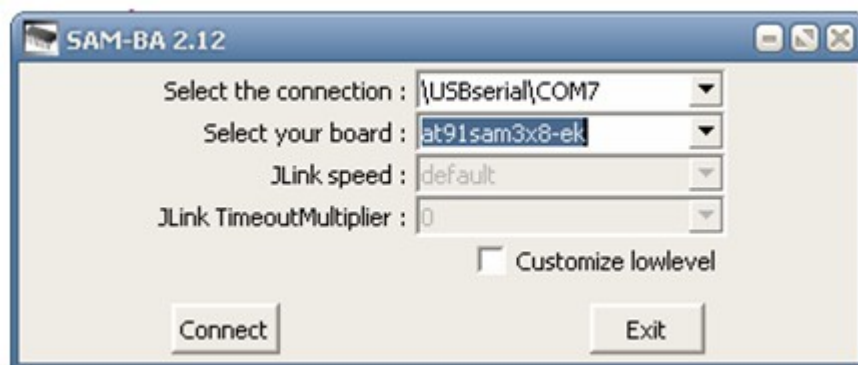 SAM-BA 2.12
Select the connection : \USBserial\COM7
Select your board : at91sam3x8-ek
JLink speed : default
JLink TimeoutMultiplier : 0
Customize lowlevel
Connect Exit